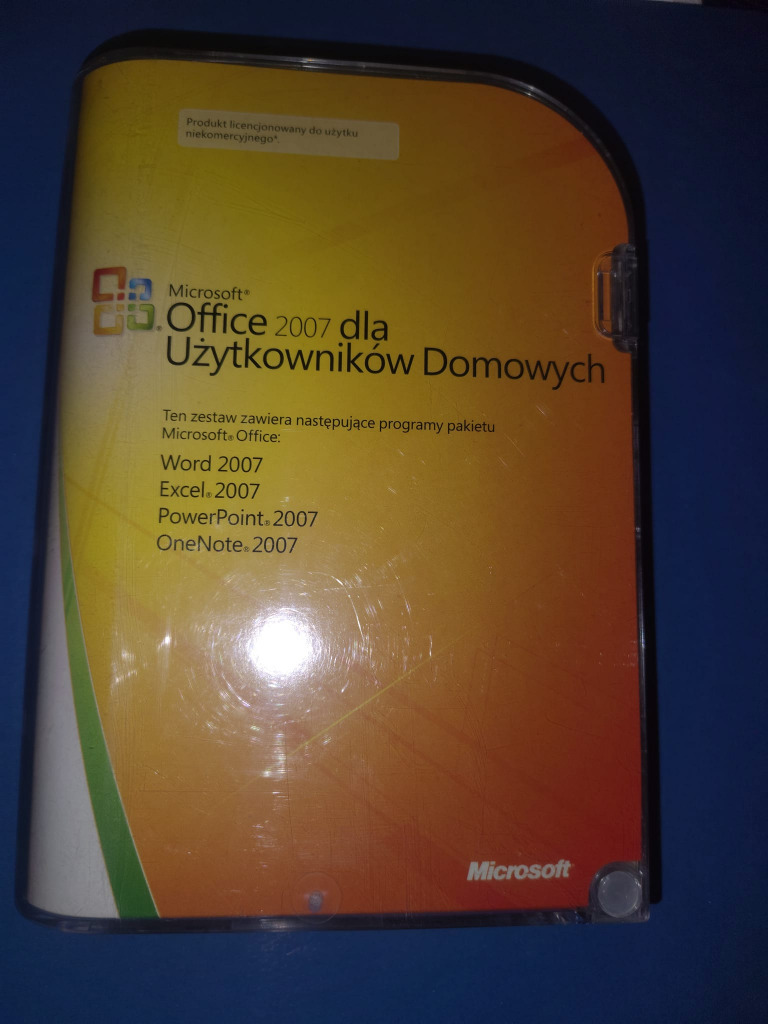 Produkt licencjonowany do użytku
niekomercyjnego*.
Microsoft®
Office 2007 dla
Użytkowników Domowych
Ten zestaw zawiera następujące programy pakietu
Microsoft® Office:
Word 2007
Excel® 2007
PowerPoint® 2007
OneNote® 2007
Microsoft